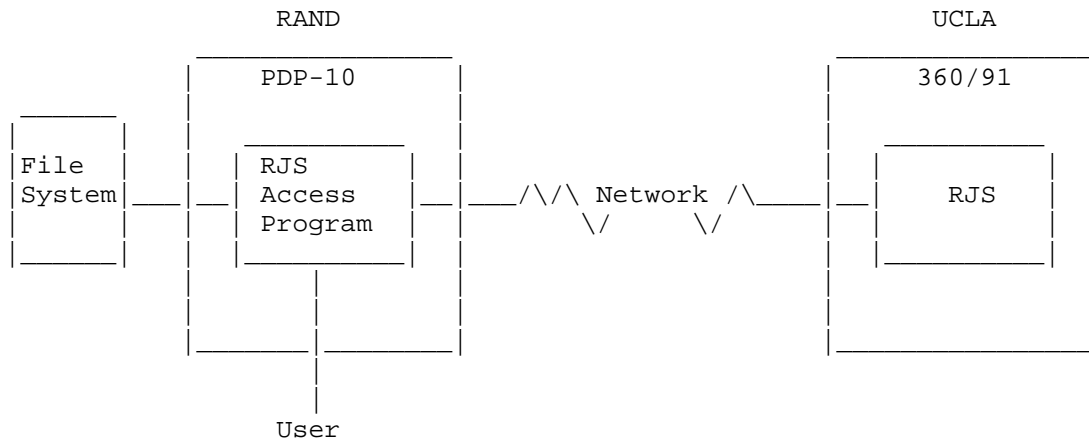 RAND UCLA
PDP-10 360/91
File RJS
System Access Network RJS
Program
User